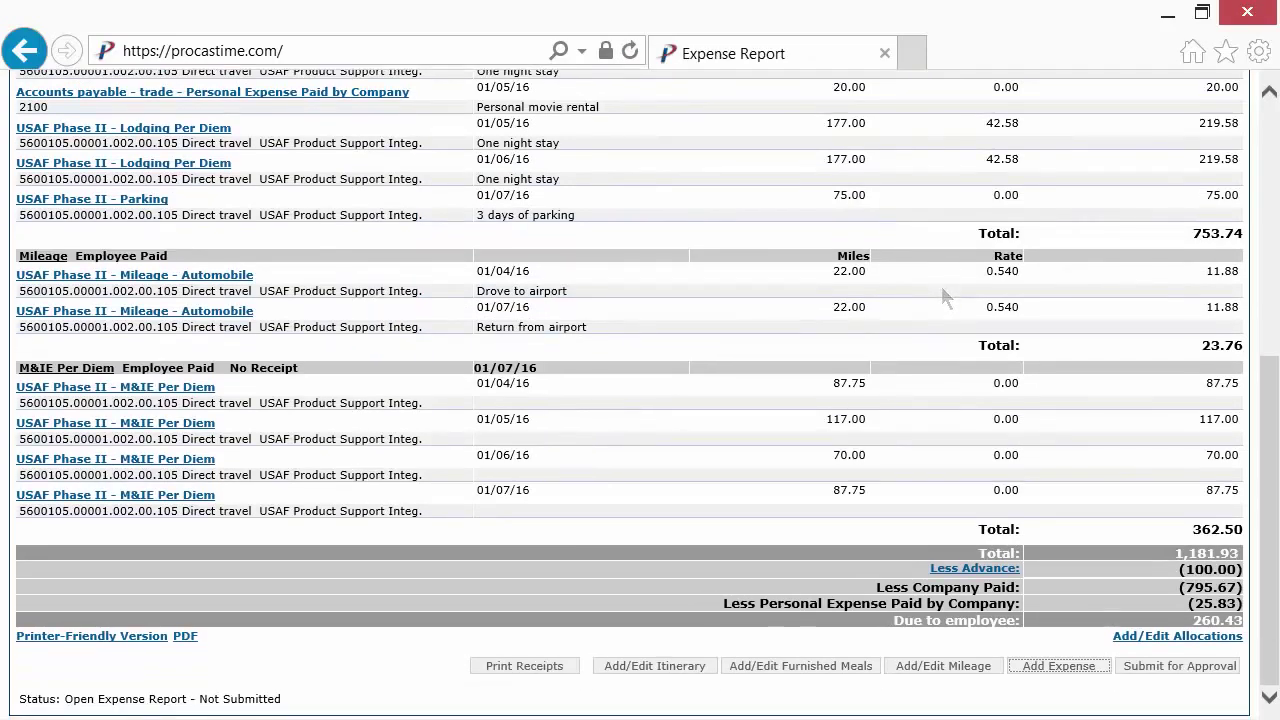 https://procastime.com/
Expense Report
5600105.00001.002.00.105 Direct travel USAF Product Support Integ. One night stay
Accounts payable - trade - Personal Expense Paid by Company 01/05/16 20.00 0.00 20.00
2100 Personal movie rental
USAF Phase II - Lodging Per Diem 01/05/16 177.00 42.58 219.58
5600105.00001.002.00.105 Direct travel USAF Product Support Integ. One night stay
USAF Phase II - Lodging Per Diem 01/06/16 177.00 42.58 219.58
5600105.00001.002.00.105 Direct travel USAF Product Support Integ. One night stay
USAF Phase II - Parking 01/07/16 75.00 0.00 75.00
5600105.00001.002.00.105 Direct travel USAF Product Support Integ. 3 days of parking
Total: 753.74
Mileage Employee Paid Miles Rate
USAF Phase II - Mileage - Automobile 01/04/16 22.00 0.540 11.88
5600105.00001.002.00.105 Direct travel USAF Product Support Integ. Drove to airport
USAF Phase II - Mileage - Automobile 01/07/16 22.00 0.540 11.88
5600105.00001.002.00.105 Direct travel USAF Product Support Integ. Return from airport
Total: 23.76
M&IE Per Diem Employee Paid No Receipt 01/07/16
USAF Phase II - M&IE Per Diem 01/04/16 87.75 0.00 87.75
5600105.00001.002.00.105 Direct travel USAF Product Support Integ.
USAF Phase II - M&IE Per Diem 01/05/16 117.00 0.00 117.00
5600105.00001.002.00.105 Direct travel USAF Product Support Integ.
USAF Phase II - M&IE Per Diem 01/06/16 70.00 0.00 70.00
5600105.00001.002.00.105 Direct travel USAF Product Support Integ.
USAF Phase II - M&IE Per Diem 01/07/16 87.75 0.00 87.75
5600105.00001.002.00.105 Direct travel USAF Product Support Integ.
Total: 362.50
Total: 1,181.93
Less Advance: (100.00)
Less Company Paid: (795.67)
Less Personal Expense Paid by Company: (25.83)
Due to employee: 260.43
Printer-Friendly Version PDF Add/Edit Allocations
Print Receipts Add/Edit Itinerary Add/Edit Furnished Meals Add/Edit Mileage Add Expense Submit for Approval
Status: Open Expense Report - Not Submitted